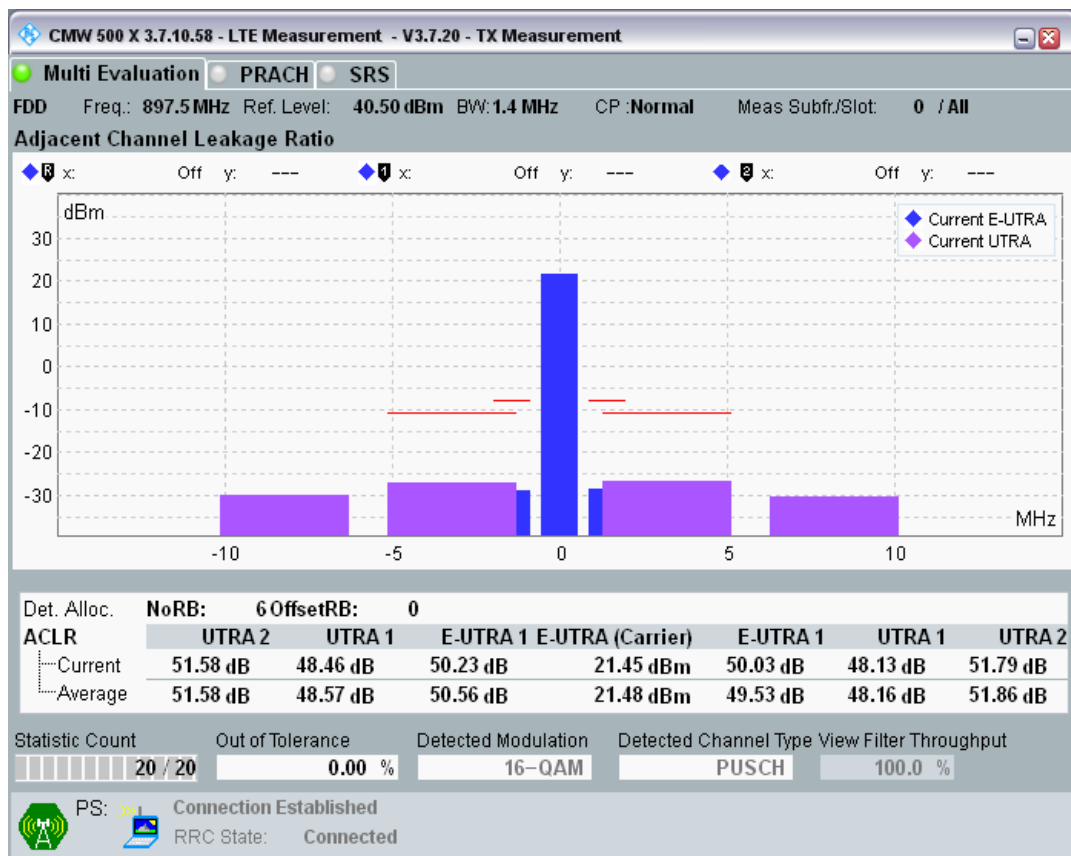 CMW 500 X 3.7.10.58 - LTE Measurement - V3.7.20 - TX Measurement
Multi Evaluation PRACH SRS
FDD Freq.: 897.5 MHz Ref. Level: 40.50 dBm BW: 1.4 MHz CP :Normal Meas Subfr./Slot: 0 / All
Adjacent Channel Leakage Ratio
R x: Off y: --- 1 x: Off y: --- 2 x: Off y: ---
dBm
Current E-UTRA
Current UTRA
30
20
10
0
-10
-20
-30
MHz
-10 -5 0 5 10
Det. Alloc. NoRB: 6 OffsetRB: 0
ACLR UTRA 2 UTRA 1 E-UTRA 1 E-UTRA (Carrier) E-UTRA 1 UTRA 1 UTRA 2
Current 51.58 dB 48.46 dB 50.23 dB 21.45 dBm 50.03 dB 48.13 dB 51.79 dB
Average 51.58 dB 48.57 dB 50.56 dB 21.48 dBm 49.53 dB 48.16 dB 51.86 dB
Statistic Count Out of Tolerance Detected Modulation Detected Channel Type View Filter Throughput
20 / 20 0.00 % 16-QAM PUSCH 100.0 %
PS: Connection Established
RRC State: Connected